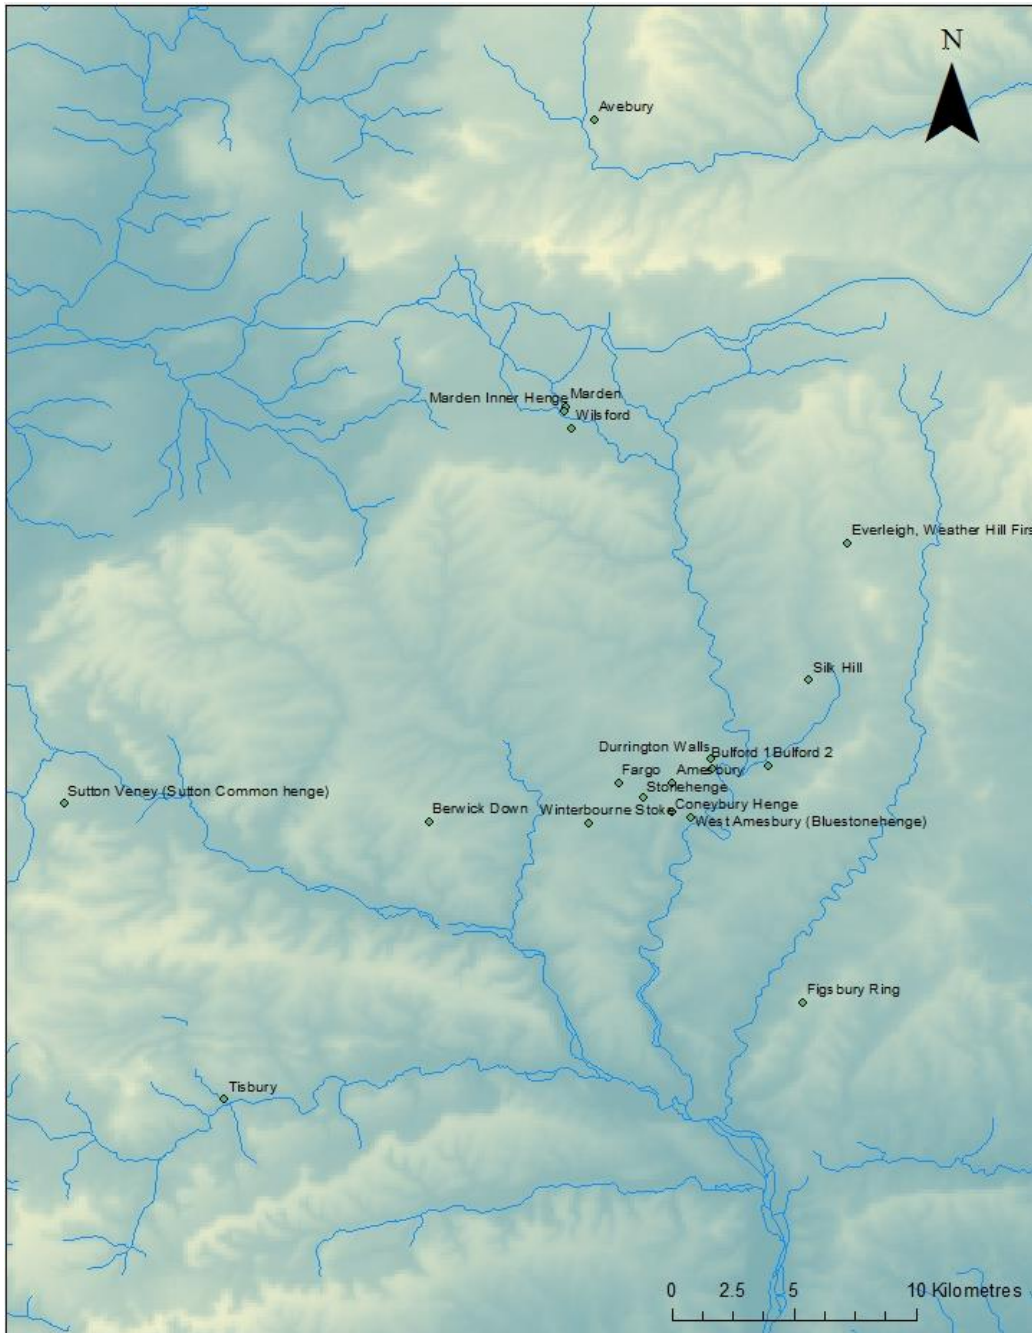 N
Avebury
Marden Inner Henge
Marden
Wilsford
Everleigh, Weather Hill Firs
Silk Hill
Durrington Walls
Bulford 1
Bulford 2
Fargo
Amesbury
Stonehenge
Sutton Veney (Sutton Common henge)
Berwick Down
Winterbourne Stoke
Coneybury Henge
West Amesbury (Bluestonehenge)
Figsbury Ring
Tisbury
0 2.5 5 10 Kilometres